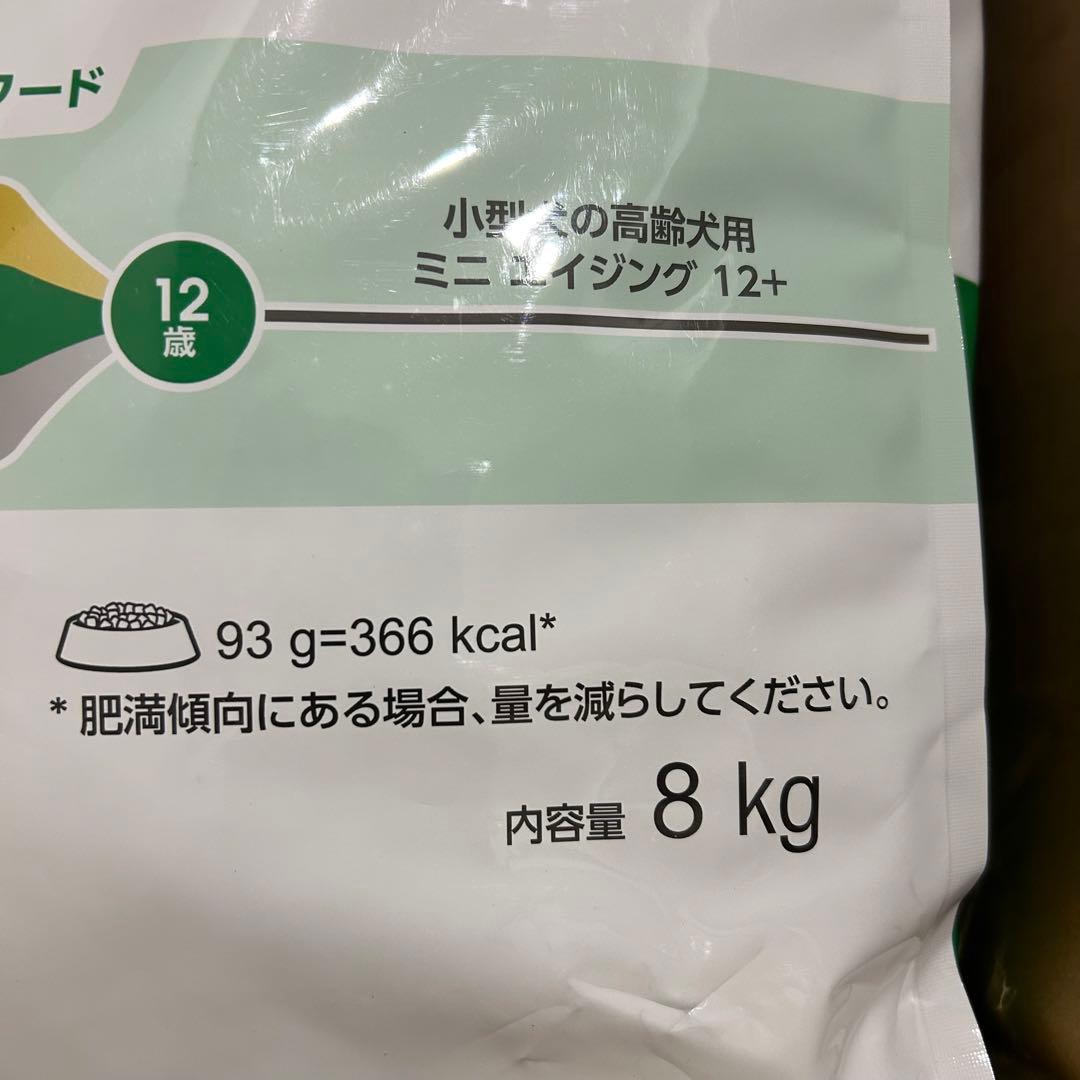 フード
小型犬の高齢犬用
ミニ エイジング 12+
12
歳
93 g=366 kcal*
* 肥満傾向にある場合、量を減らしてください。
内容量 8 kg